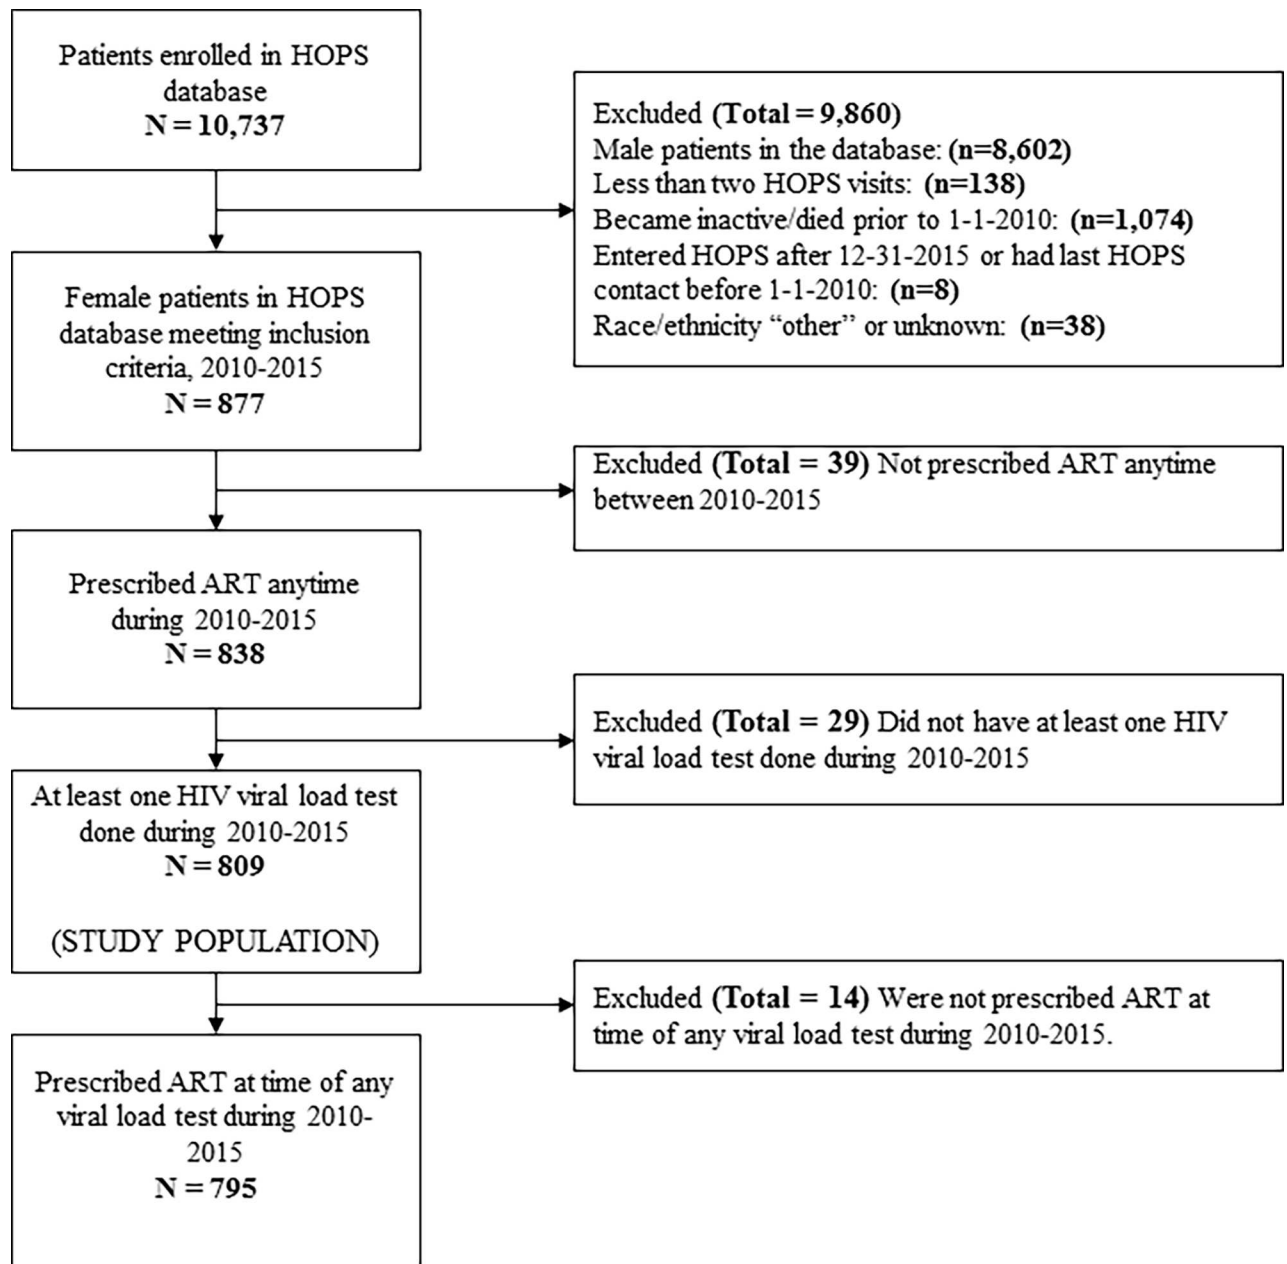 Patients enrolled in HOPS
database
N = 10,737
Excluded (Total = 9,860)
Male patients in the database: (n=8,602)
Less than two HOPS visits: (n=138)
Became inactive/died prior to 1-1-2010: (n=1,074)
Entered HOPS after 12-31-2015 or had last HOPS
contact before 1-1-2010: (n=8)
Race/ethnicity “other” or unknown: (n=38)
Female patients in HOPS
database meeting inclusion
criteria, 2010-2015
N = 877
Excluded (Total = 39) Not prescribed ART anytime
between 2010-2015
Prescribed ART anytime
during 2010-2015
N = 838
Excluded (Total = 29) Did not have at least one HIV
viral load test done during 2010-2015
At least one HIV viral load test
done during 2010-2015
N = 809
(STUDY POPULATION)
Excluded (Total = 14) Were not prescribed ART at
time of any viral load test during 2010-2015.
Prescribed ART at time of any
viral load test during 2010-
2015
N = 795